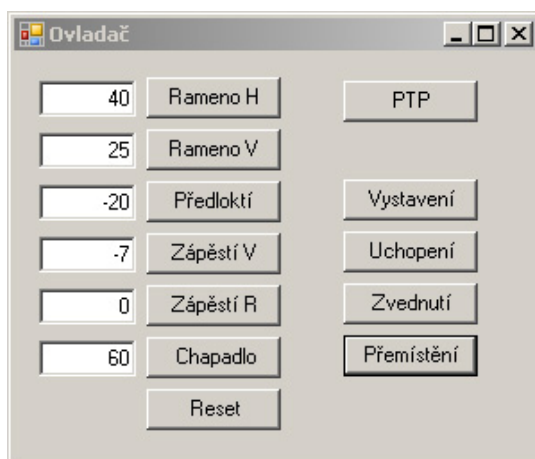 Ovladač
40 Rameno H PTP
25 Rameno V
-20 Předloktí Vystavení
-7 Zápěstí V Uchopení
0 Zápěstí R Zvednutí
60 Chapadlo Přemístění
Reset